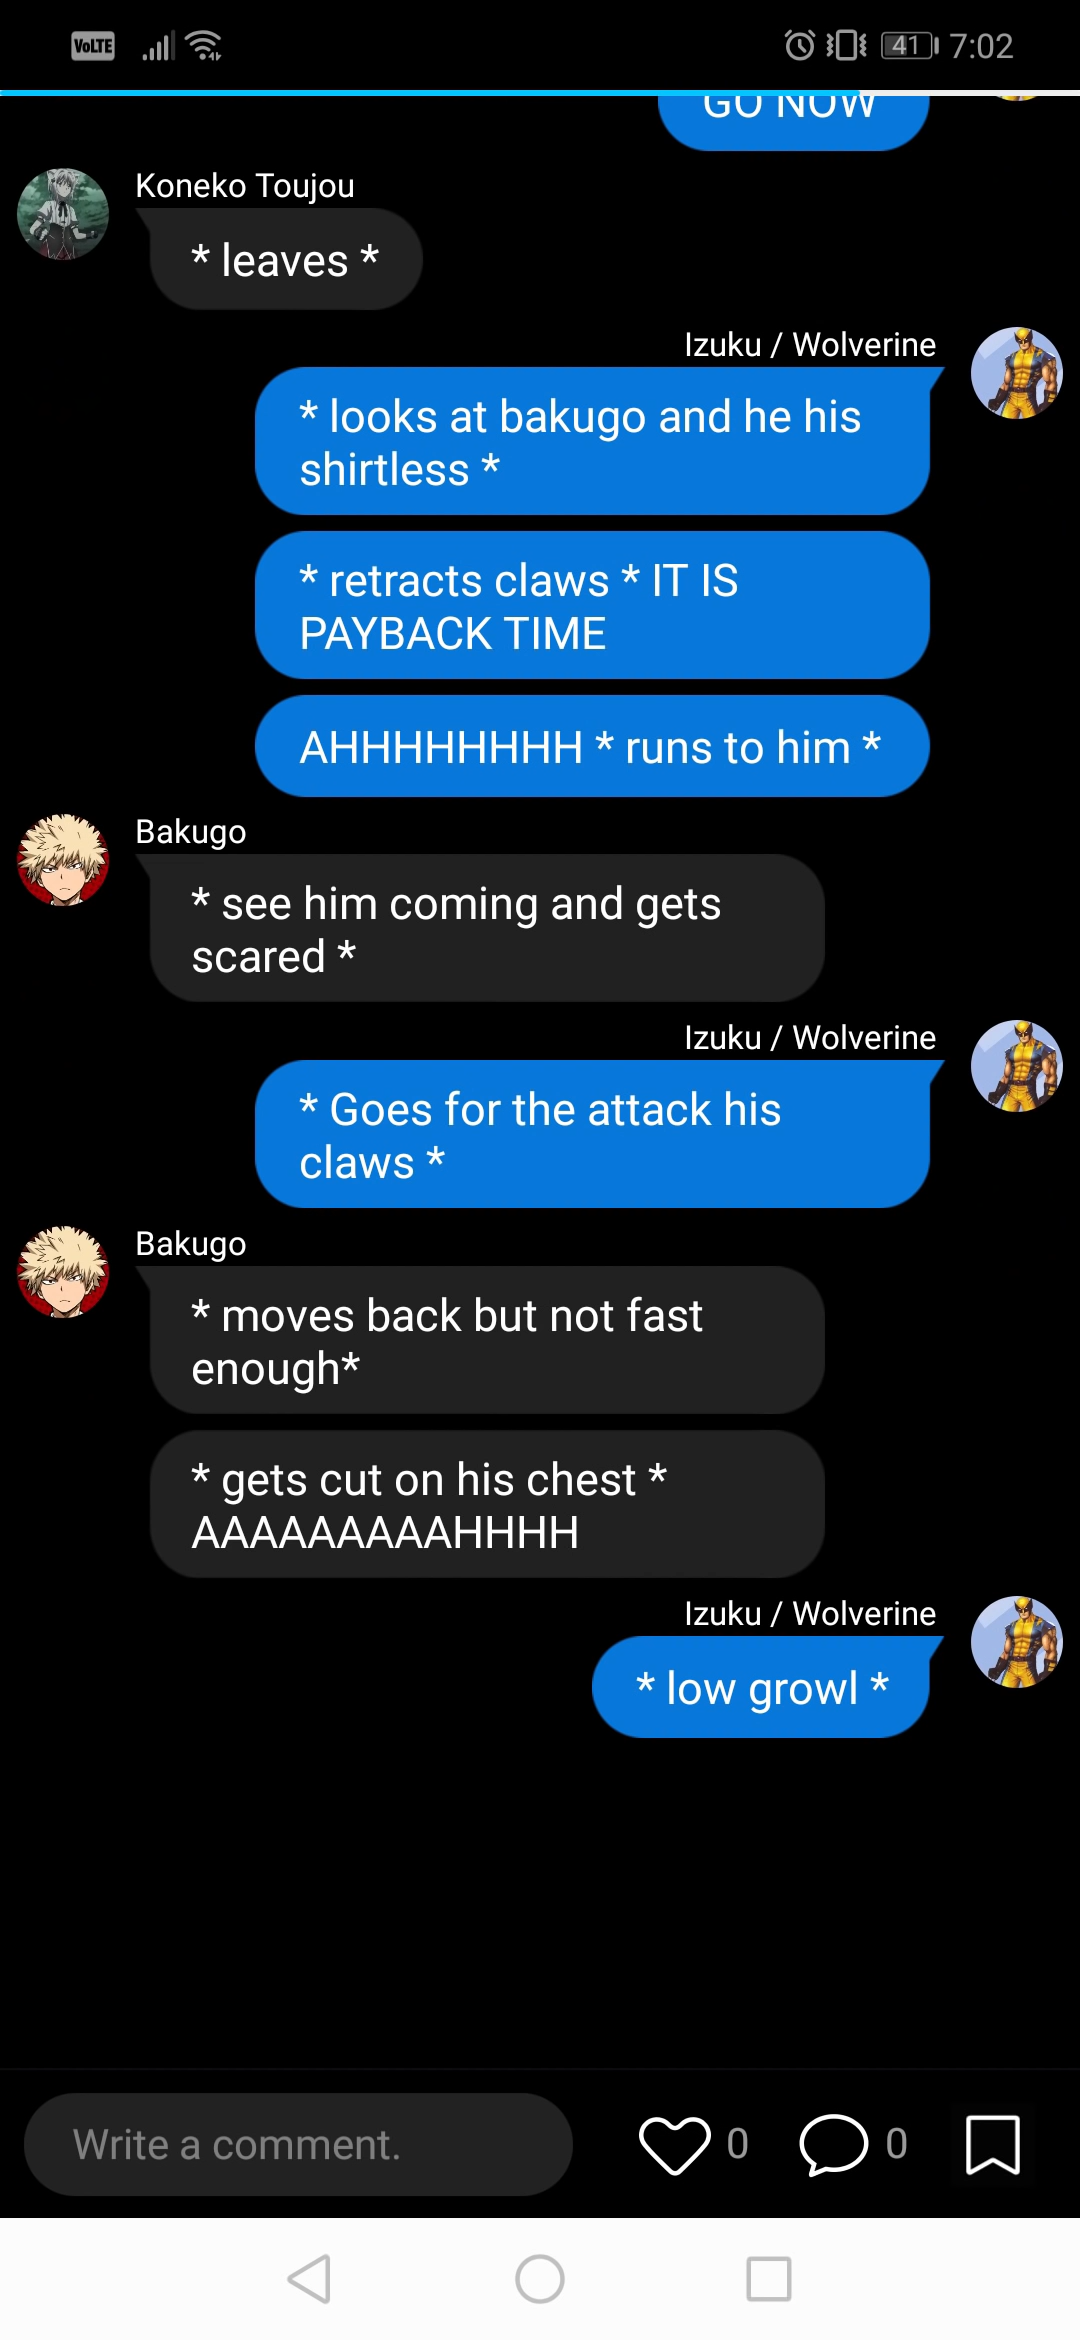 VoLTE
41 7:02
GO NOW
Koneko Toujou
* leaves *
Izuku / Wolverine
* looks at bakugo and he his
shirtless *
* retracts claws * IT IS
PAYBACK TIME
AHHHHHHHH * runs to him *
Bakugo
* see him coming and gets
scared *
Izuku / Wolverine
* Goes for the attack his
claws *
Bakugo
* moves back but not fast
enough*
* gets cut on his chest *
AAAAAAAAAHHHH
Izuku / Wolverine
* low growl *
Write a comment.
0
0